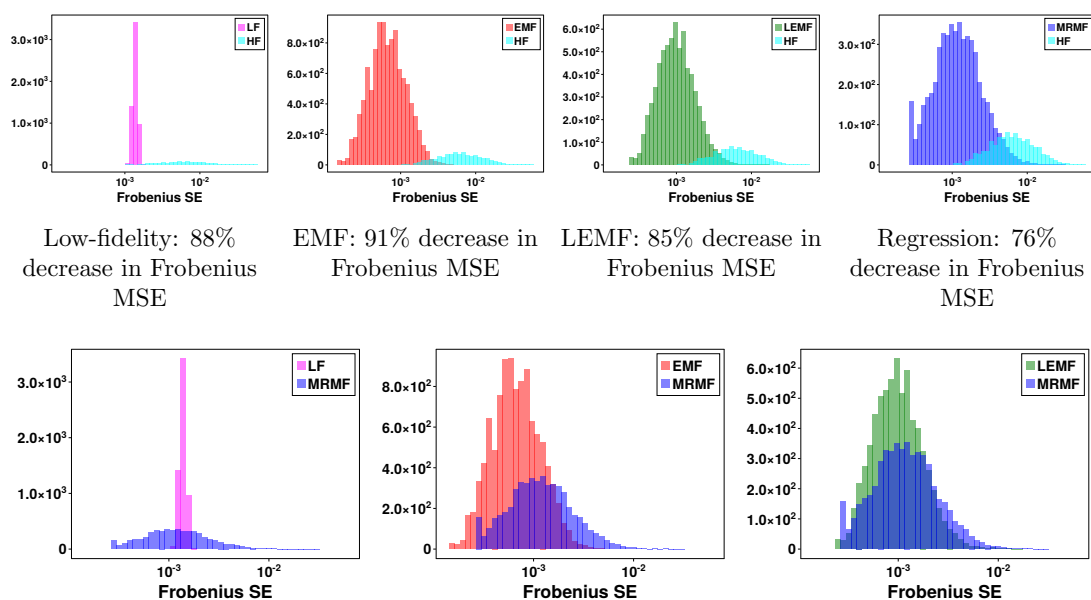 LF
HF
3.0×10³
2.0×10³
1.0×10³
0
10⁻³ 10⁻²
Frobenius SE
EMF
HF
8.0×10²
6.0×10²
4.0×10²
2.0×10²
0
10⁻³ 10⁻²
Frobenius SE
LEMF
HF
6.0×10²
5.0×10²
4.0×10²
3.0×10²
2.0×10²
1.0×10²
0
10⁻³ 10⁻²
Frobenius SE
MRMF
HF
3.0×10²
2.0×10²
1.0×10²
0
10⁻³ 10⁻²
Frobenius SE
Low-fidelity: 88%
decrease in Frobenius
MSE
EMF: 91% decrease in
Frobenius MSE
LEMF: 85% decrease in
Frobenius MSE
Regression: 76%
decrease in Frobenius
MSE
LF
MRMF
3.0×10³
2.0×10³
1.0×10³
0
10⁻³ 10⁻²
Frobenius SE
EMF
MRMF
8.0×10²
6.0×10²
4.0×10²
2.0×10²
0
10⁻³ 10⁻²
Frobenius SE
LEMF
MRMF
6.0×10²
5.0×10²
4.0×10²
3.0×10²
2.0×10²
1.0×10²
0
10⁻³ 10⁻²
Frobenius SE